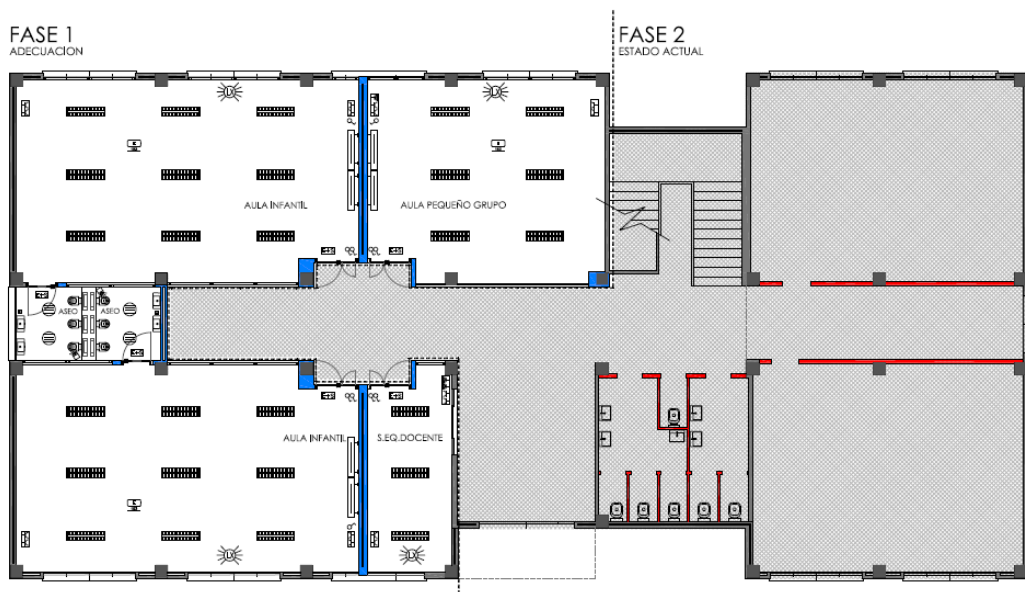 FASE 1
ADECUACION
FASE 2
ESTADO ACTUAL
AULA INFANTIL
AULA PEQUEÑO GRUPO
ASEO
ASEO
AULA INFANTIL
S.EQ.DOCENTE